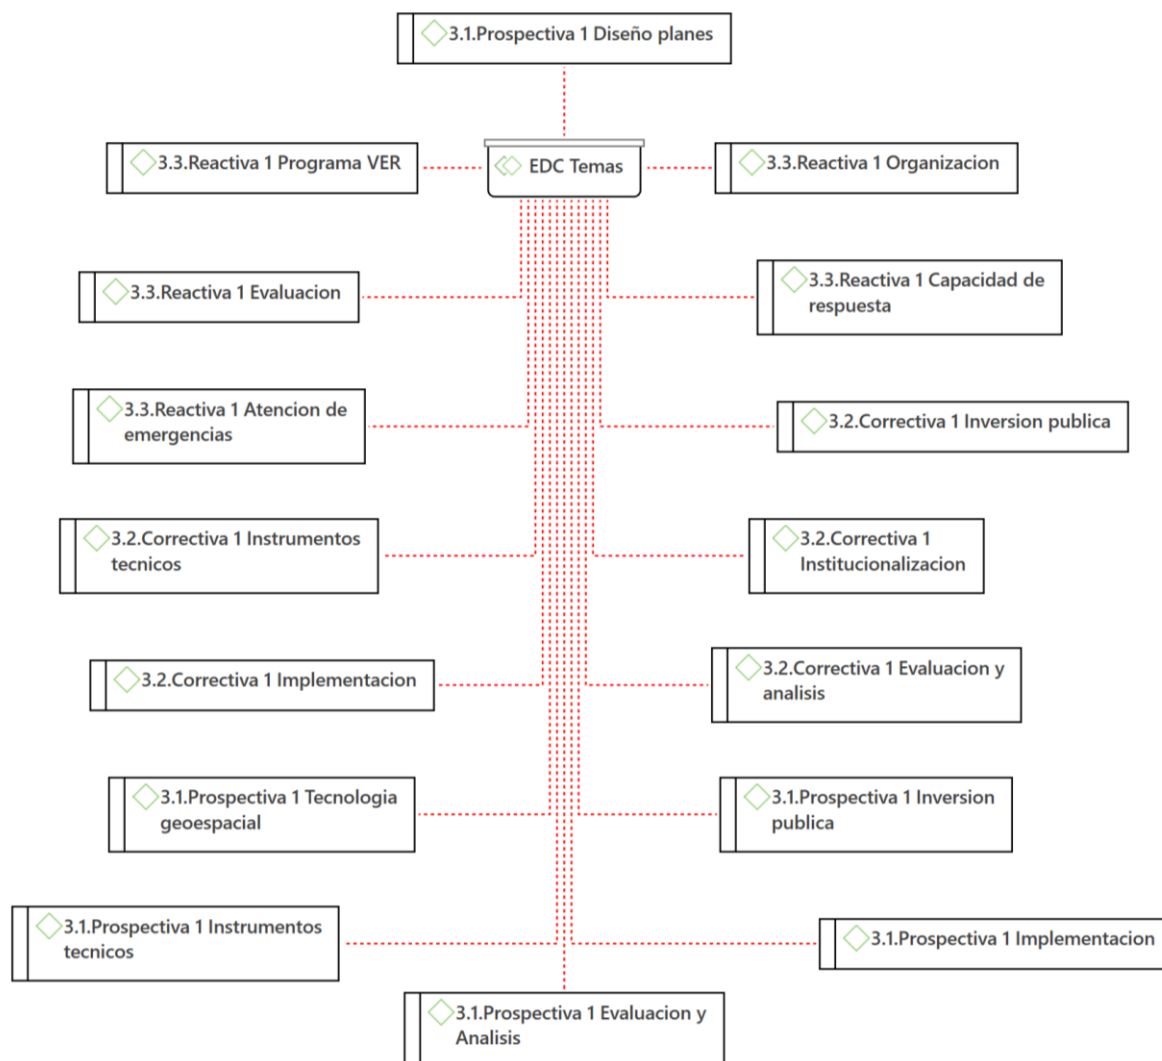 3.1.Prospectiva 1 Diseño planes
3.3.Reactiva 1 Programa VER
EDC Temas
3.3.Reactiva 1 Organizacion
3.3.Reactiva 1 Evaluacion
3.3.Reactiva 1 Capacidad de
respuesta
3.3.Reactiva 1 Atencion de
emergencias
3.2.Correctiva 1 Inversion publica
3.2.Correctiva 1 Instrumentos
tecnicos
3.2.Correctiva 1
Institucionalizacion
3.2.Correctiva 1 Implementacion
3.2.Correctiva 1 Evaluacion y
analisis
3.1.Prospectiva 1 Tecnologia
geoespacial
3.1.Prospectiva 1 Inversion
publica
3.1.Prospectiva 1 Instrumentos
tecnicos
3.1.Prospectiva 1 Implementacion
3.1.Prospectiva 1 Evaluacion y
Analisis